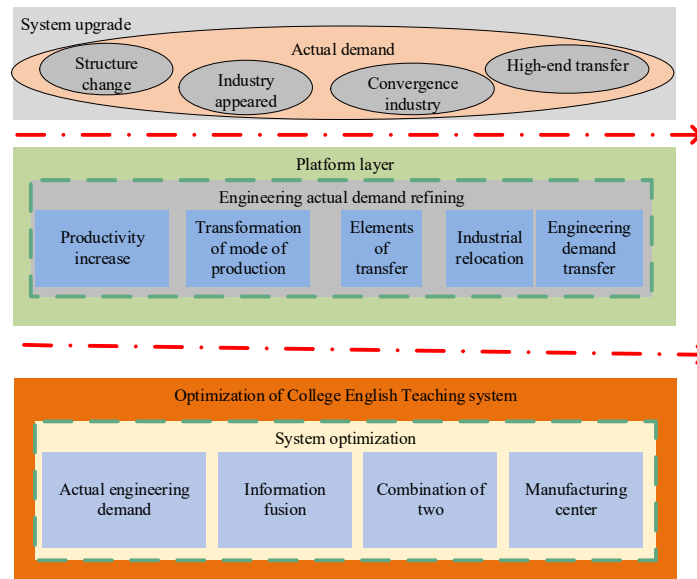 System upgrade
Actual demand
Structure
change
Industry
appeared
Convergence
industry
High-end transfer
Platform layer
Engineering actual demand refining
Productivity
increase
Transformation
of mode of
production
Elements
of
transfer
Industrial
relocation
Engineering
demand
transfer
Optimization of College English Teaching system
System optimization
Actual engineering
demand
Information
fusion
Combination of
two
Manufacturing
center